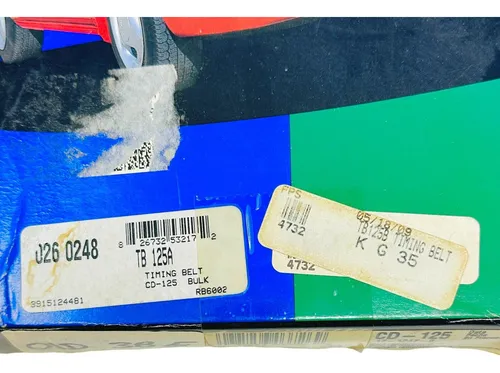 026 0248
8 26732 53217 2
TB 125A
TIMING BELT
CD-125 BULK
RB6002
9915124481
FPS
4732
05/18/09
TB125B TIMING BELT
K G 35
4732
CD-125